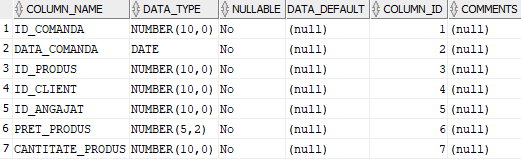 COLUMN_NAME DATA_TYPE NULLABLE DATA_DEFAULT COLUMN_ID COMMENTS
1 ID_COMANDA NUMBER(10,0) No (null) 1 (null)
2 DATA_COMANDA DATE No (null) 2 (null)
3 ID_PRODUS NUMBER(10,0) No (null) 3 (null)
4 ID_CLIENT NUMBER(10,0) No (null) 4 (null)
5 ID_ANGAJAT NUMBER(10,0) No (null) 5 (null)
6 PRET_PRODUS NUMBER(5,2) No (null) 6 (null)
7 CANTITATE_PRODUS NUMBER(10,0) No (null) 7 (null)